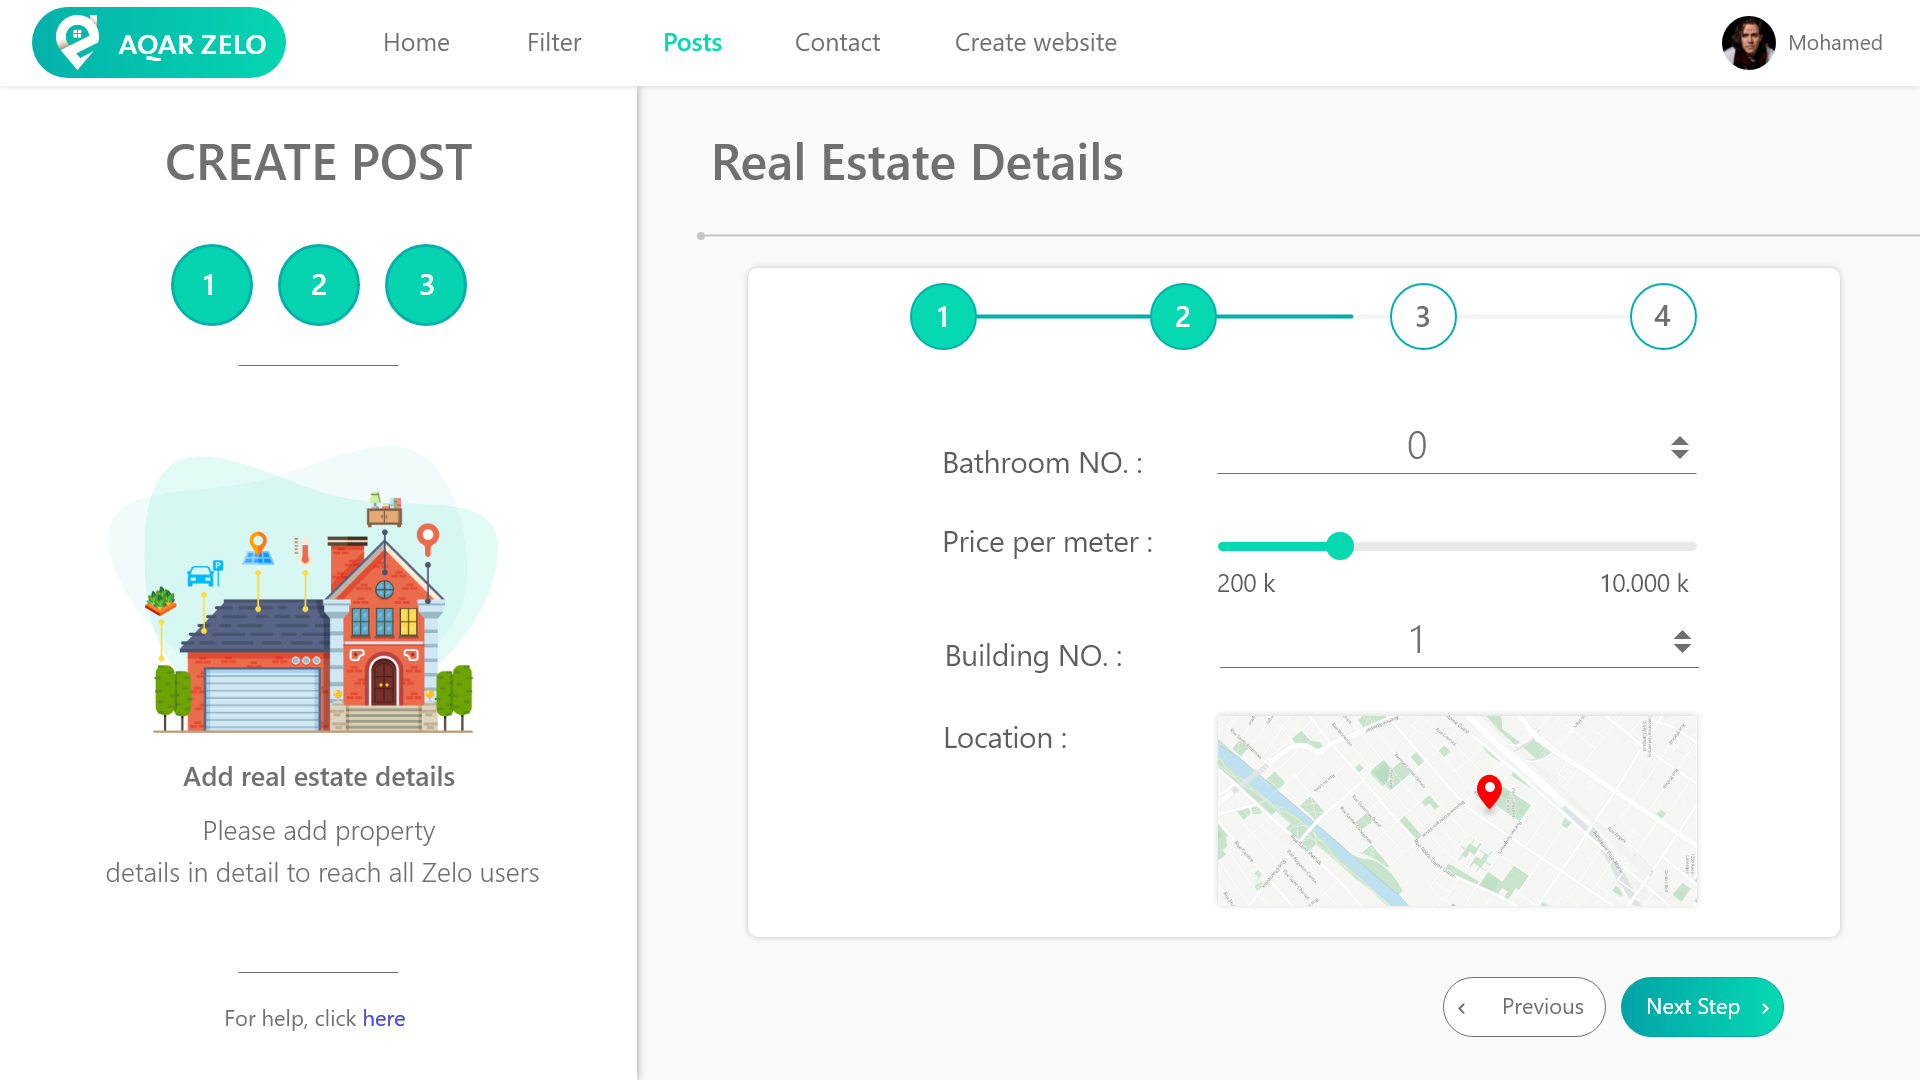 AQAR ZELO
Home
Filter
Posts
Contact
Create website
Mohamed
CREATE POST
1 2 3
Add real estate details
Please add property
details in detail to reach all Zelo users
For help, click here
Real Estate Details
1 2 3 4
Bathroom NO. : 0
Price per meter :
200 k 10.000 k
Building NO. : 1
Location :
Previous
Next Step